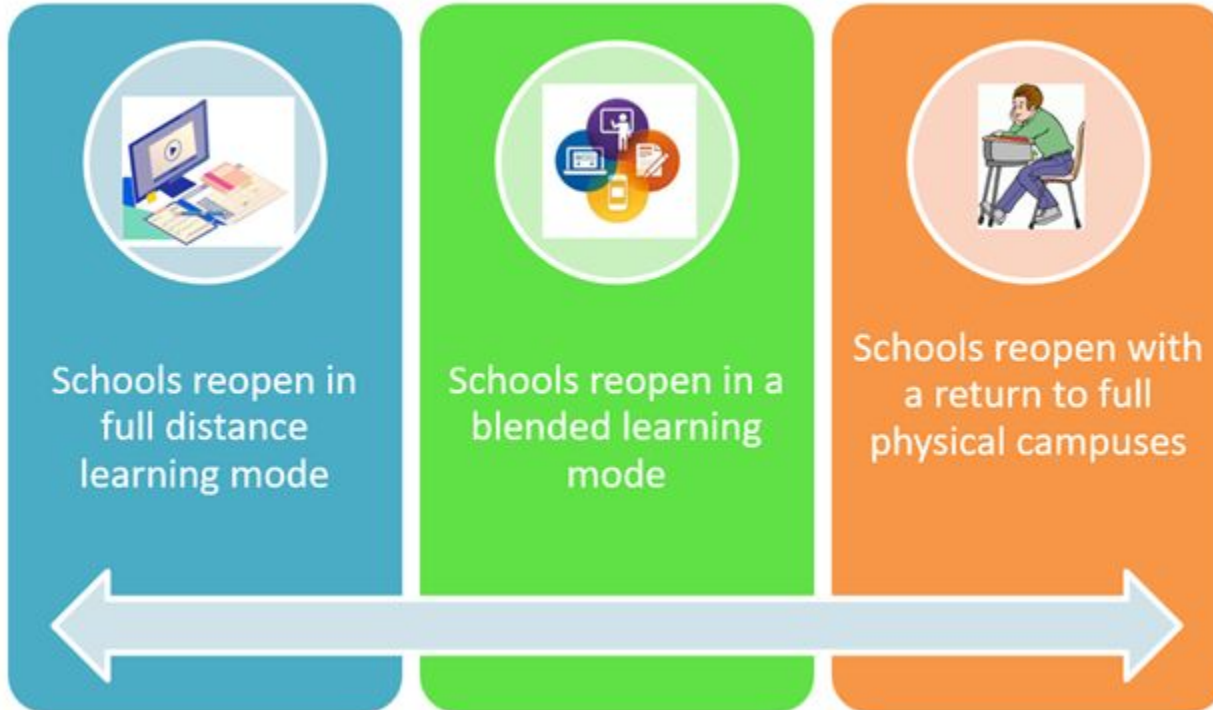 Schools reopen in
full distance
learning mode
Schools reopen in a
blended learning
mode
Schools reopen with
a return to full
physical campuses